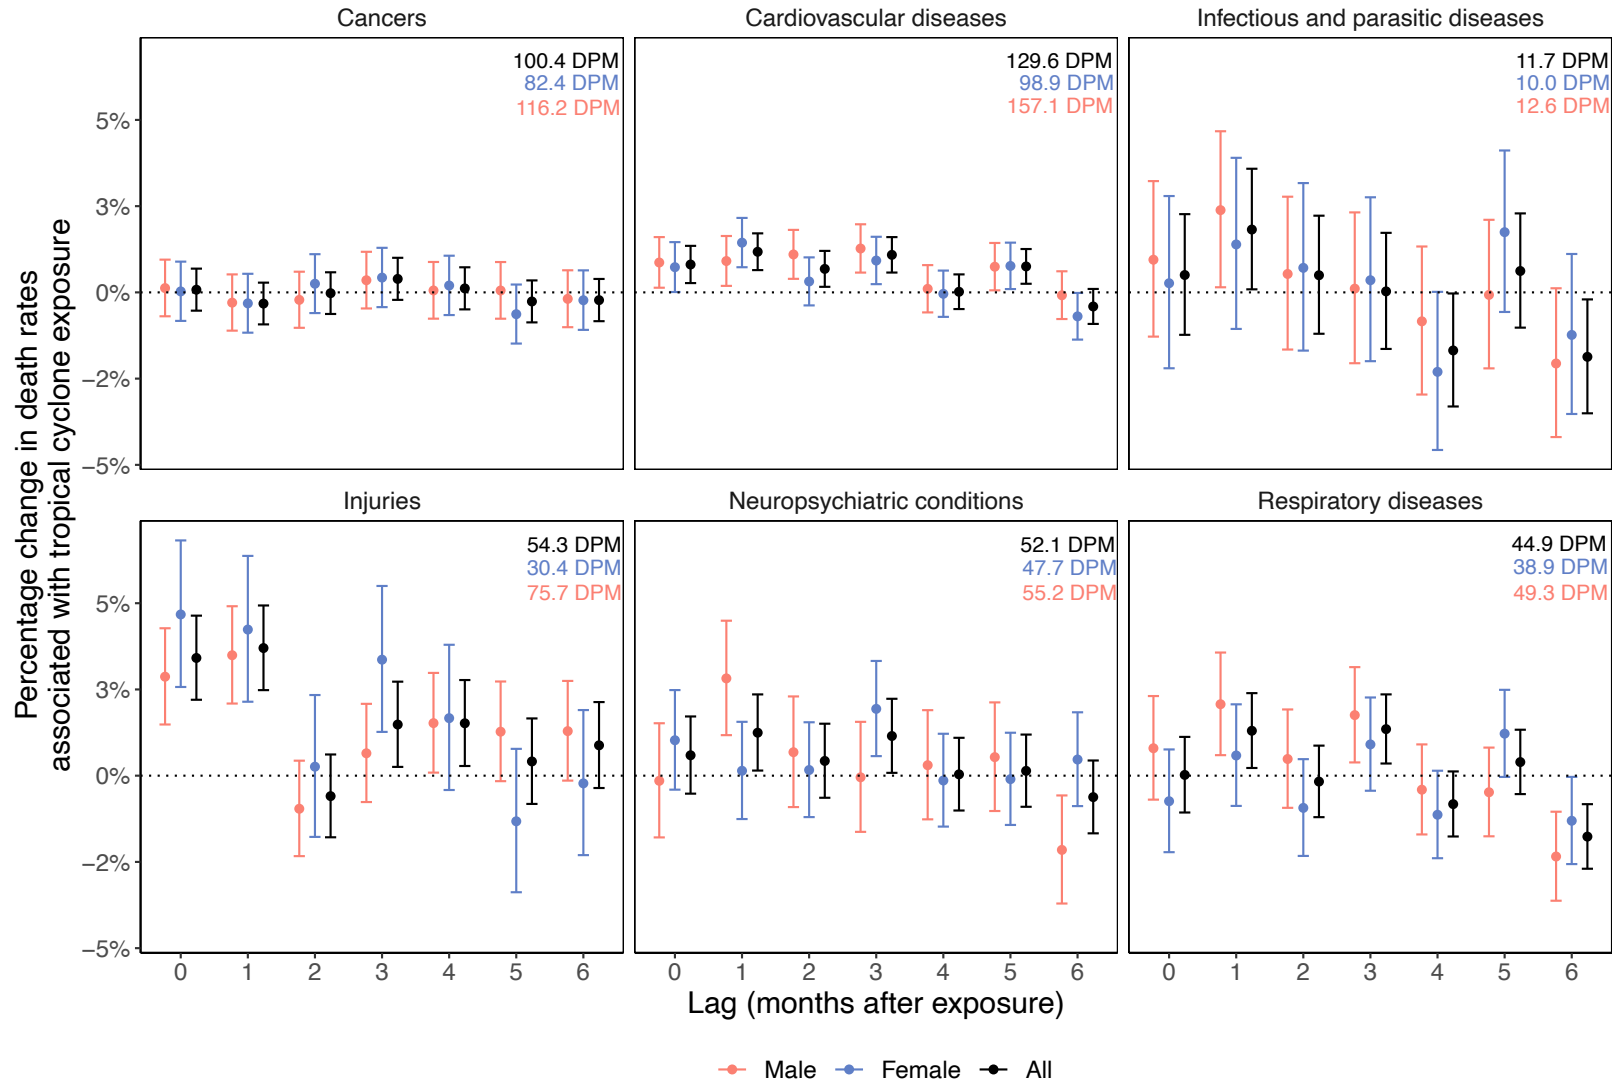 Cancers
Cardiovascular diseases
Infectious and parasitic diseases
100.4 DPM
82.4 DPM
116.2 DPM
129.6 DPM
98.9 DPM
157.1 DPM
11.7 DPM
10.0 DPM
12.6 DPM
5%
3%
0%
−2%
−5%
Percentage change in death rates
associated with tropical cyclone exposure
Injuries
Neuropsychiatric conditions
Respiratory diseases
54.3 DPM
30.4 DPM
75.7 DPM
52.1 DPM
47.7 DPM
55.2 DPM
44.9 DPM
38.9 DPM
49.3 DPM
5%
3%
0%
−2%
−5%
0 1 2 3 4 5 6
0 1 2 3 4 5 6
0 1 2 3 4 5 6
Lag (months after exposure)
Male Female All